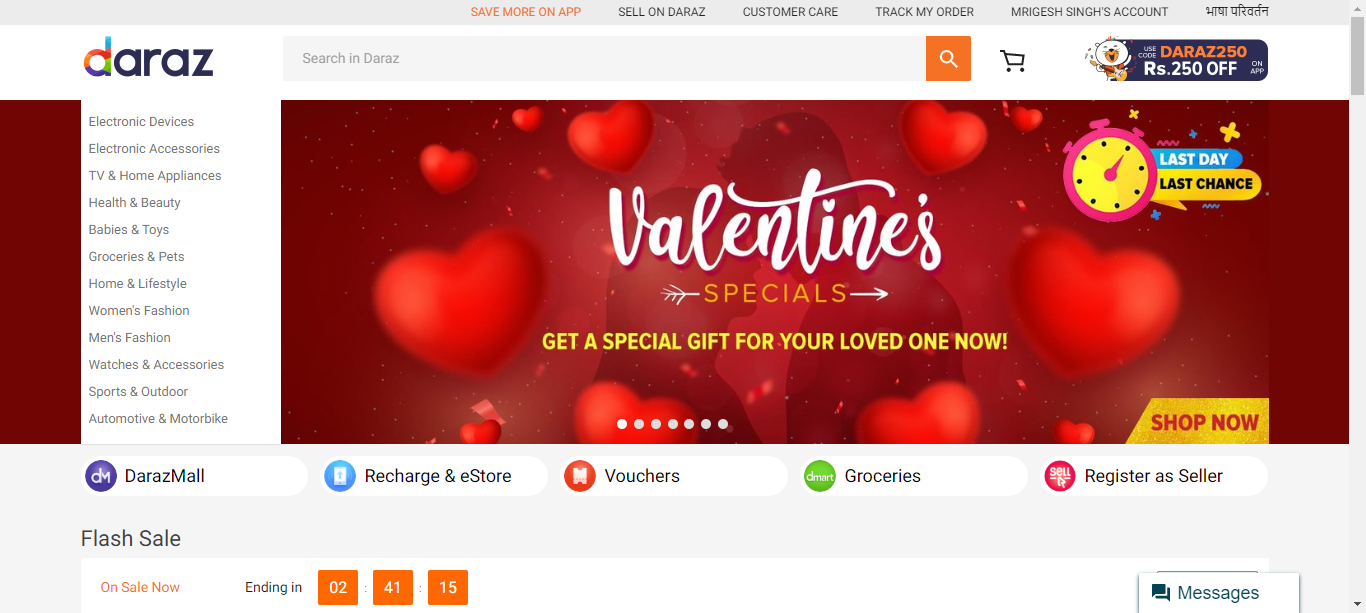 SAVE MORE ON APP
SELL ON DARAZ
CUSTOMER CARE
TRACK MY ORDER
MRIGESH SINGH'S ACCOUNT
भाषा परिवर्तन
daraz
Search in Daraz
USE CODE DARAZ250
Rs.250 OFF ON APP
Electronic Devices
Electronic Accessories
TV & Home Appliances
Health & Beauty
Babies & Toys
Groceries & Pets
Home & Lifestyle
Women's Fashion
Men's Fashion
Watches & Accessories
Sports & Outdoor
Automotive & Motorbike
LAST DAY
LAST CHANCE
Valentine's
SPECIALS
GET A SPECIAL GIFT FOR YOUR LOVED ONE NOW!
SHOP NOW
dm DarazMall
Recharge & eStore
Vouchers
dmart Groceries
Sell Register as Seller
Flash Sale
On Sale Now
Ending in 02 : 41 : 15
Messages